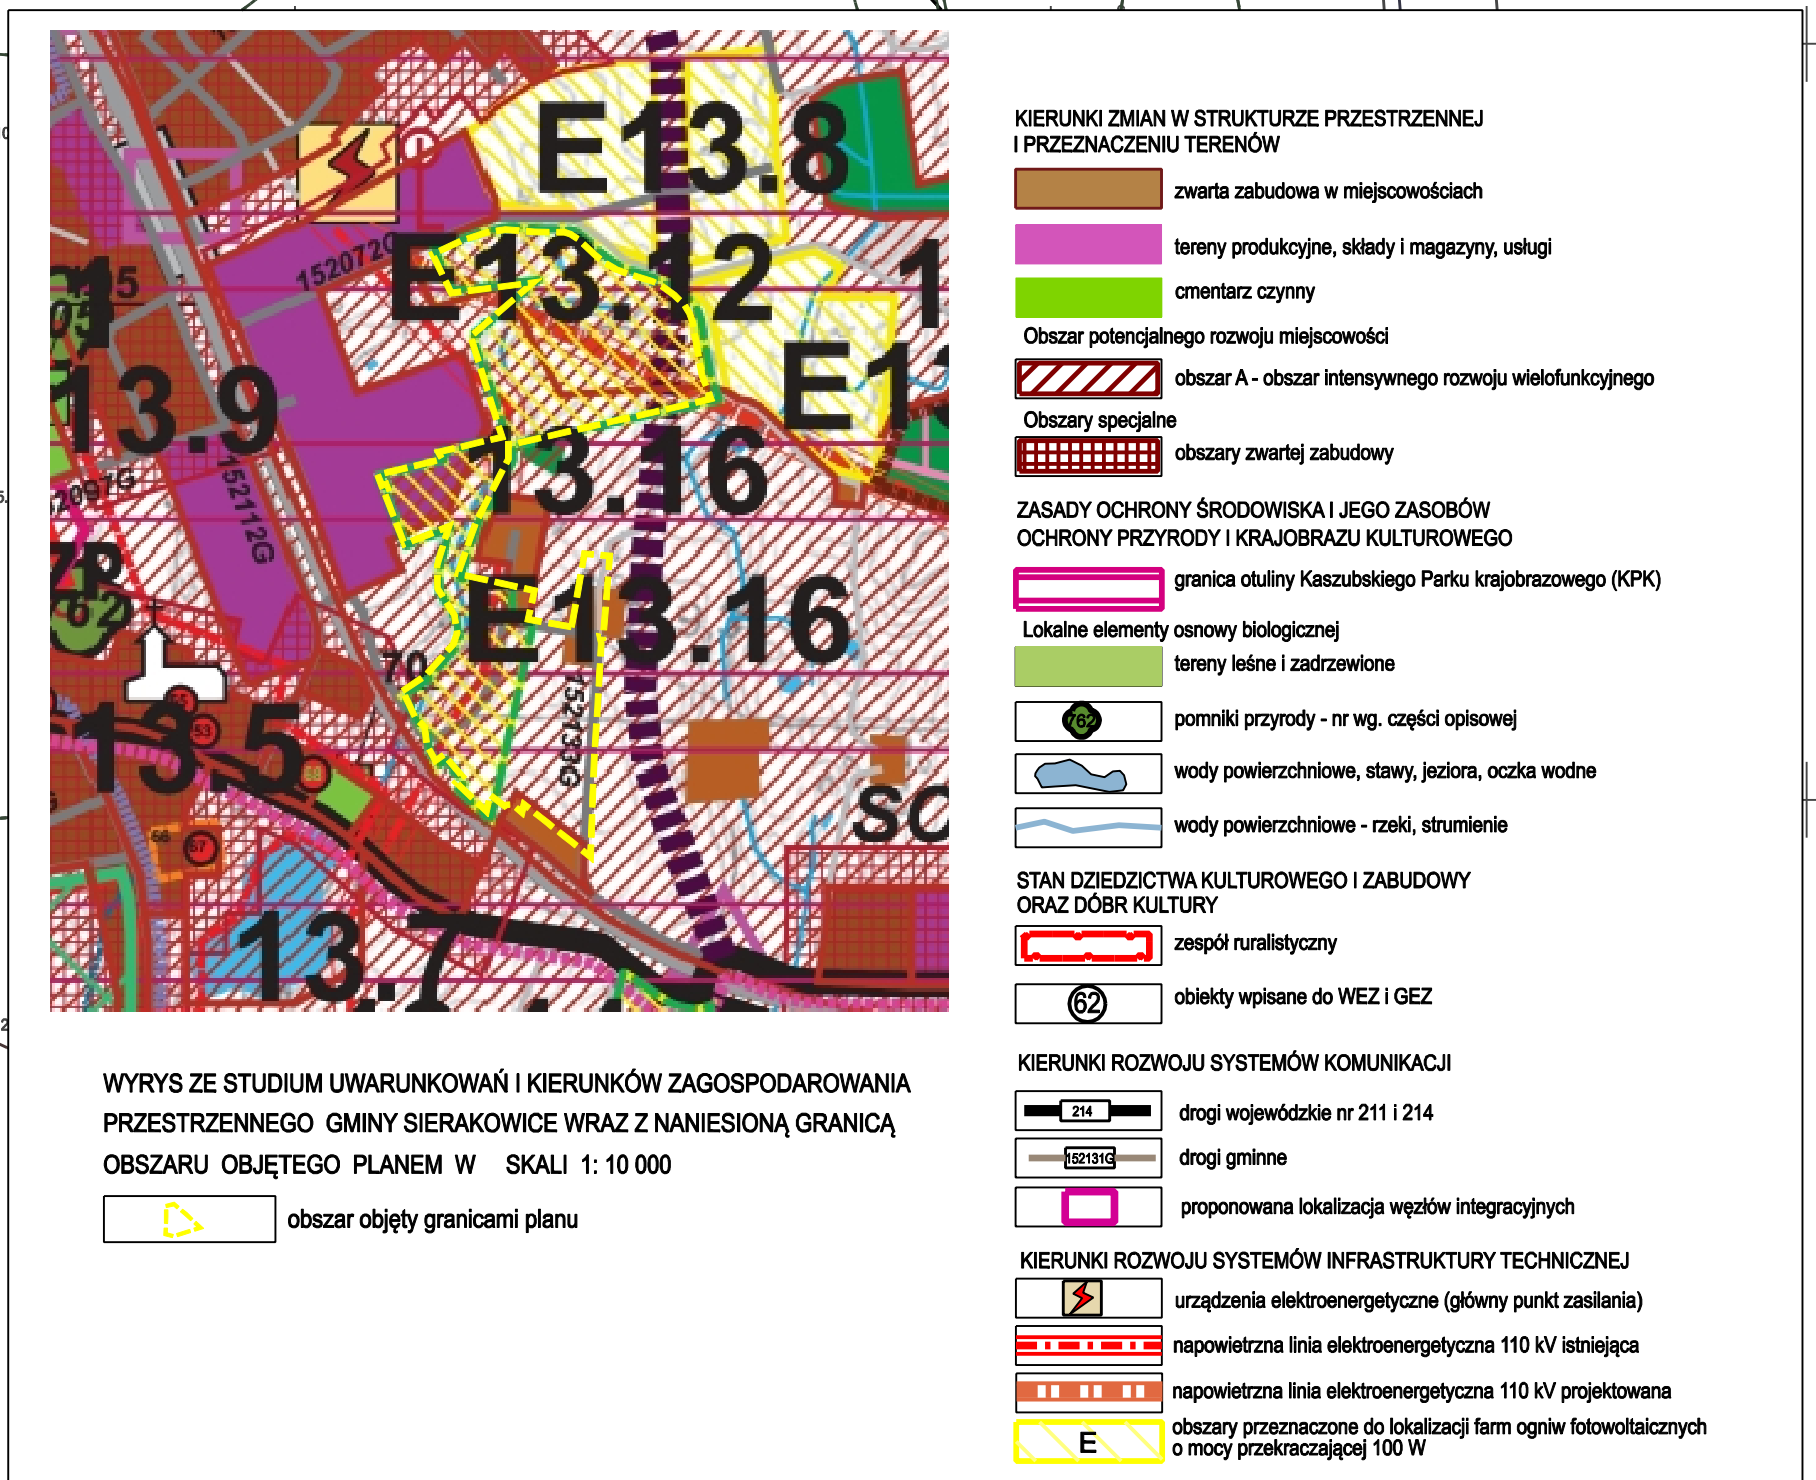 E13.8
152072G
E13.12
13.9
2097G
152112G
13.16
E13.16
62
70
152133G
13.5
53
68
56
57
13.7
SC
WYRYS ZE STUDIUM UWARUNKOWAŃ I KIERUNKÓW ZAGOSPODAROWANIA
PRZESTRZENNEGO GMINY SIERAKOWICE WRAZ Z NANIESIONĄ GRANICĄ
OBSZARU OBJĘTEGO PLANEM W SKALI 1: 10 000
obszar objęty granicami planu
KIERUNKI ZMIAN W STRUKTURZE PRZESTRZENNEJ
I PRZEZNACZENIU TERENÓW
zwarta zabudowa w miejscowościach
tereny produkcyjne, składy i magazyny, usługi
cmentarz czynny
Obszar potencjalnego rozwoju miejscowości
obszar A - obszar intensywnego rozwoju wielofunkcyjnego
Obszary specjalne
obszary zwartej zabudowy
ZASADY OCHRONY ŚRODOWISKA I JEGO ZASOBÓW
OCHRONY PRZYRODY I KRAJOBRAZU KULTUROWEGO
granica otuliny Kaszubskiego Parku krajobrazowego (KPK)
Lokalne elementy osnowy biologicznej
tereny leśne i zadrzewione
762 pomniki przyrody - nr wg. części opisowej
wody powierzchniowe, stawy, jeziora, oczka wodne
wody powierzchniowe - rzeki, strumienie
STAN DZIEDZICTWA KULTUROWEGO I ZABUDOWY
ORAZ DÓBR KULTURY
zespół ruralistyczny
62 obiekty wpisane do WEZ i GEZ
KIERUNKI ROZWOJU SYSTEMÓW KOMUNIKACJI
214 drogi wojewódzkie nr 211 i 214
152131G drogi gminne
proponowana lokalizacja węzłów integracyjnych
KIERUNKI ROZWOJU SYSTEMÓW INFRASTRUKTURY TECHNICZNEJ
urządzenia elektroenergetyczne (główny punkt zasilania)
napowietrzna linia elektroenergetyczna 110 kV istniejąca
napowietrzna linia elektroenergetyczna 110 kV projektowana
E obszary przeznaczone do lokalizacji farm ogniw fotowoltaicznych
o mocy przekraczającej 100 W